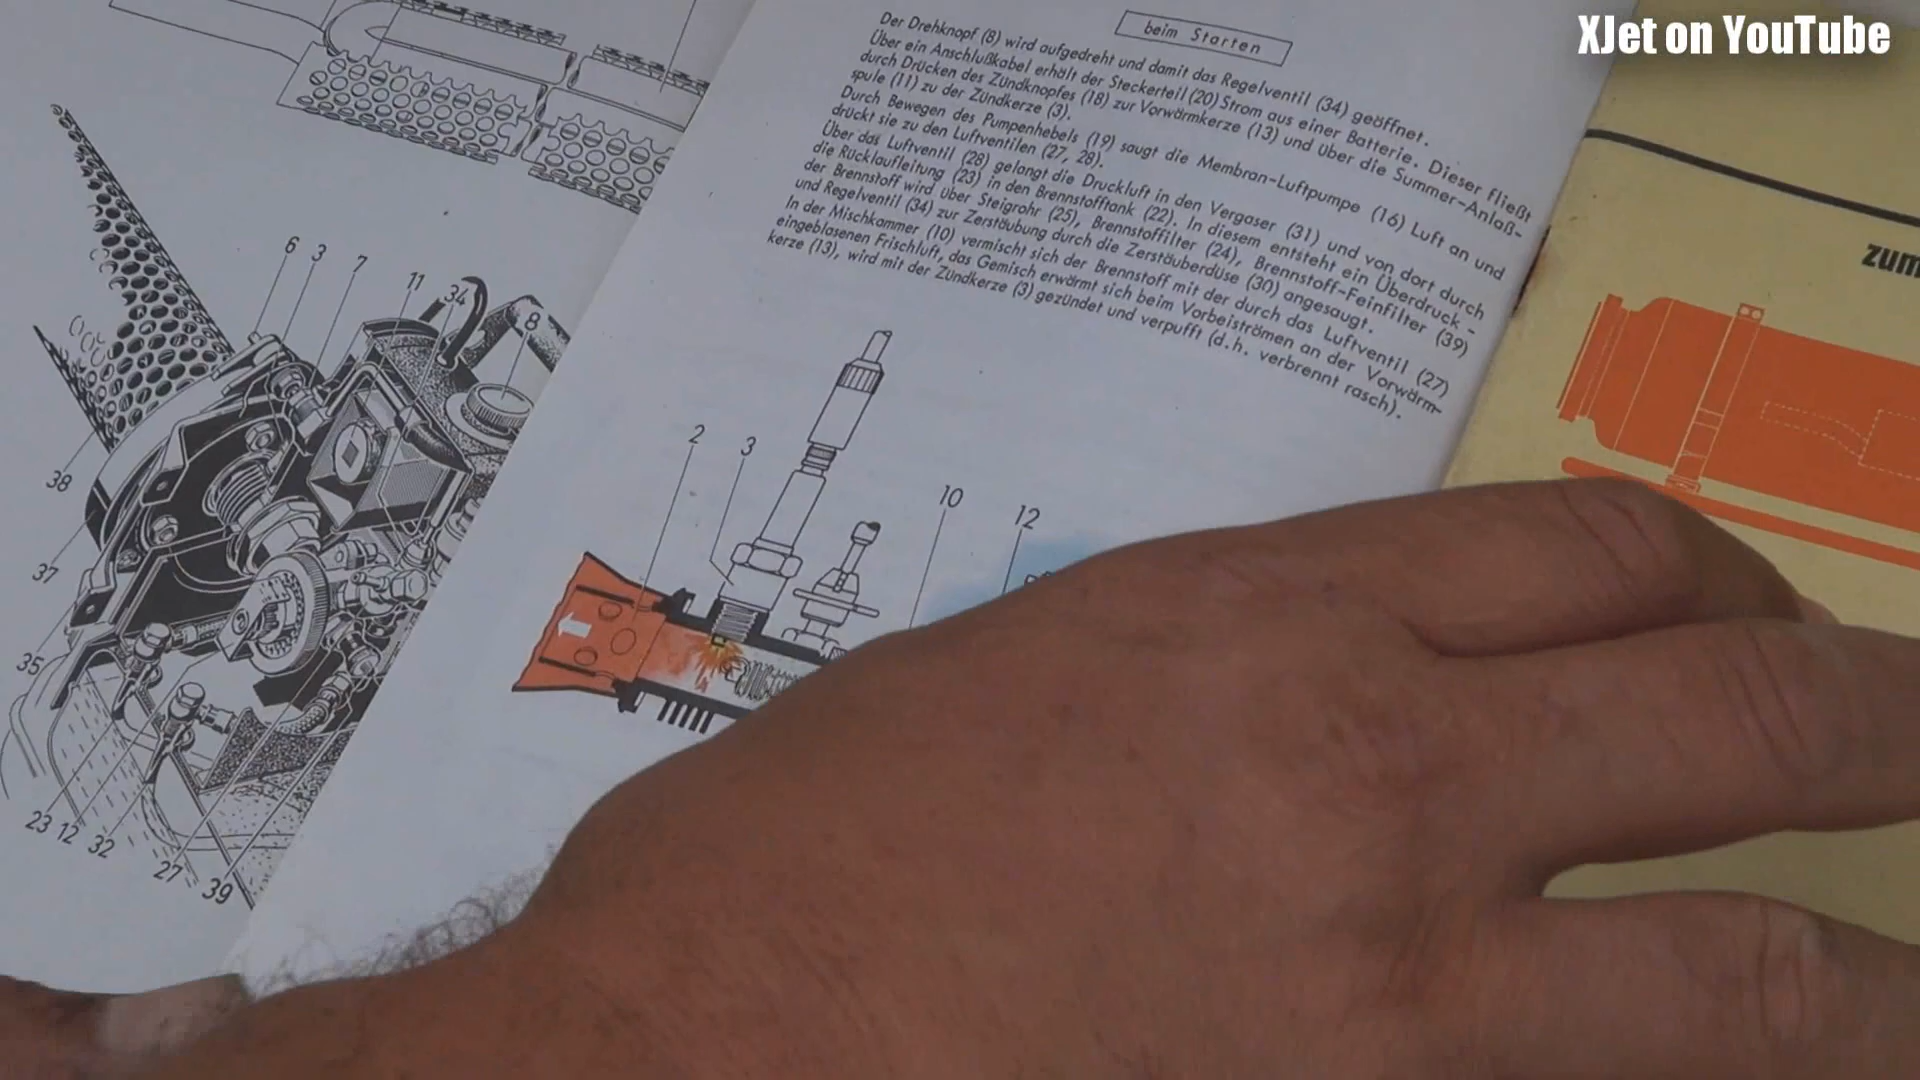 XJet on YouTube
beim Starten
Der Drehknopf (8) wird aufgedreht und damit das Regelventil (34) geöffnet.
Über ein Anschlußkabel erhält der Steckerteil (20) Strom aus einer Batterie. Dieser fließt
durch Drücken des Zündknopfes (18) zur Vorwärmkerze (13) und über die Summer-Anlaß-
spule (11) zu der Zündkerze (3).
Durch Bewegen des Pumpenhebels (19) saugt die Membran-Luftpumpe (16) Luft an und
drückt sie zu den Luftventilen (27, 28).
Über das Luftventil (28) gelangt die Druckluft in den Vergaser (31) und von dort durch
die Rücklaufleitung (23) in den Brennstofftank (22). In diesem entsteht ein Überdruck -
der Brennstoff wird über Steigrohr (25), Brennstoffilter (24), Brennstoff-Feinfilter (39)
und Regelventil (34) zur Zerstäubung durch die Zerstäuberdüse (30) angesaugt.
In der Mischkammer (10) vermischt sich der Brennstoff mit der durch das Luftventil (27)
eingeblasenen Frischluft, das Gemisch erwärmt sich beim Vorbeiströmen an der Vorwärm-
kerze (13), wird mit der Zündkerze (3) gezündet und verpufft (d.h. verbrennt rasch).
zum
6 3 7 11 34 8
38
37
35
23 12 32 27 39
2 3 10 12